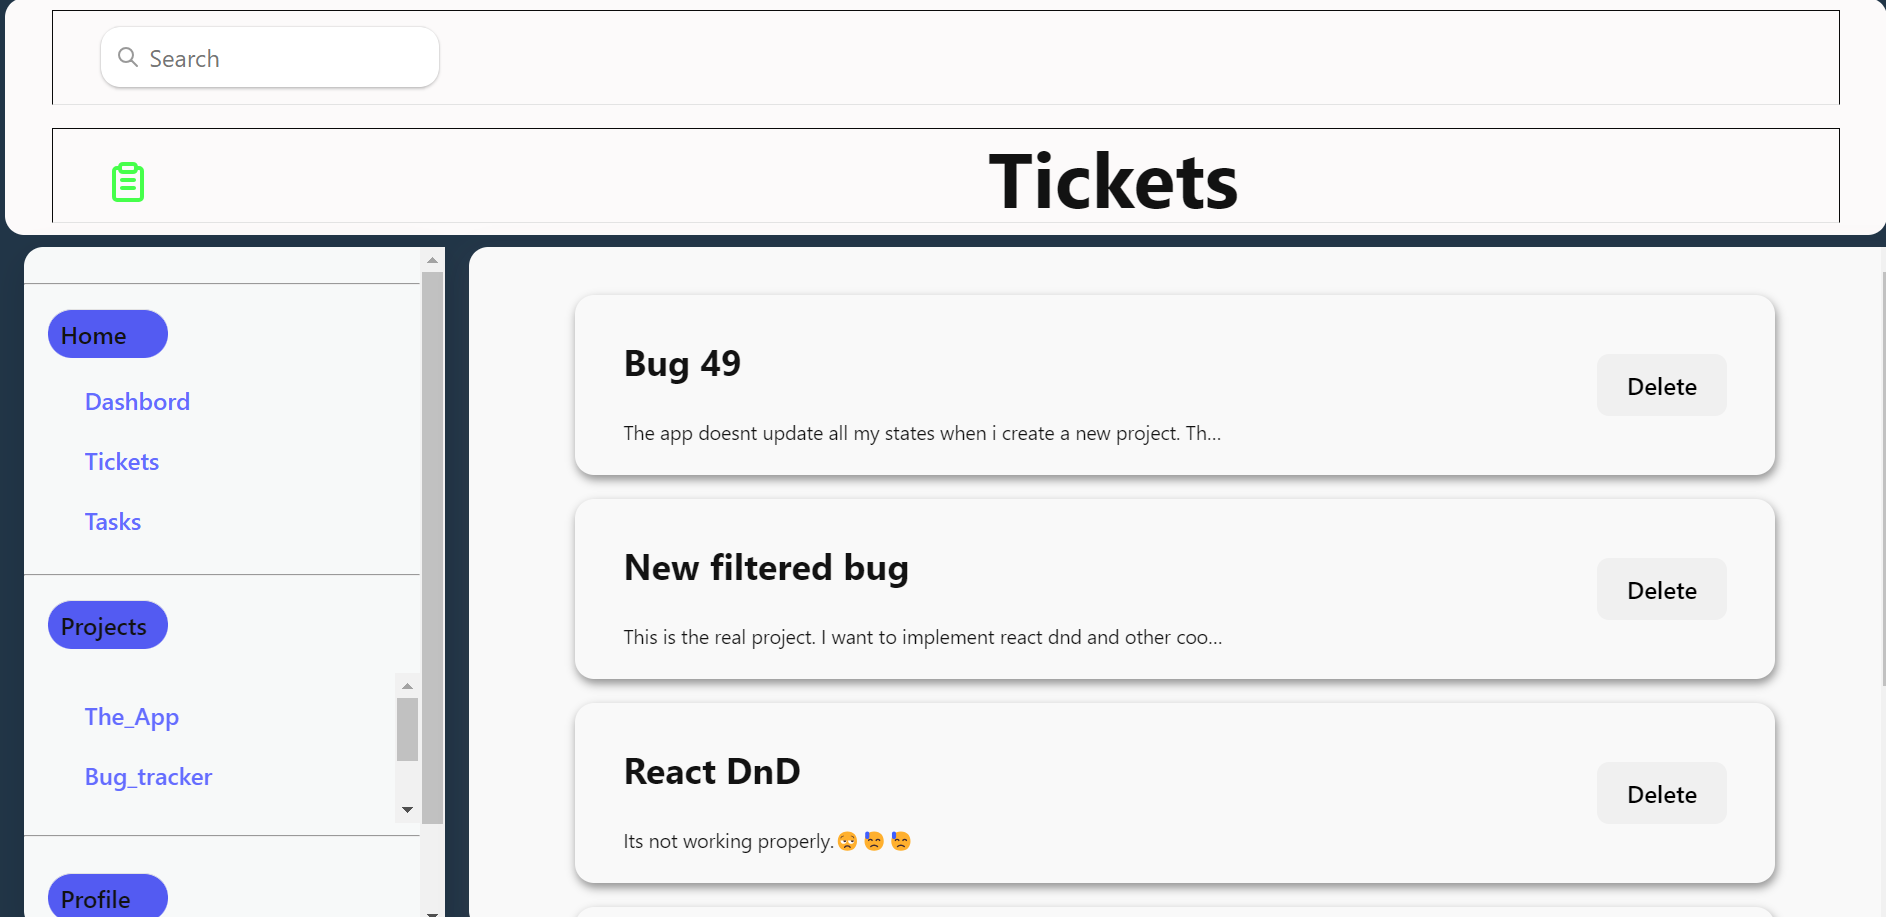 Search
Tickets
Home
Dashbord
Tickets
Tasks
Projects
The_App
Bug_tracker
Profile
Bug 49
The app doesnt update all my states when i create a new project. Th...
Delete
New filtered bug
This is the real project. I want to implement react dnd and other coo...
Delete
React DnD
Its not working properly.😥😓😓
Delete